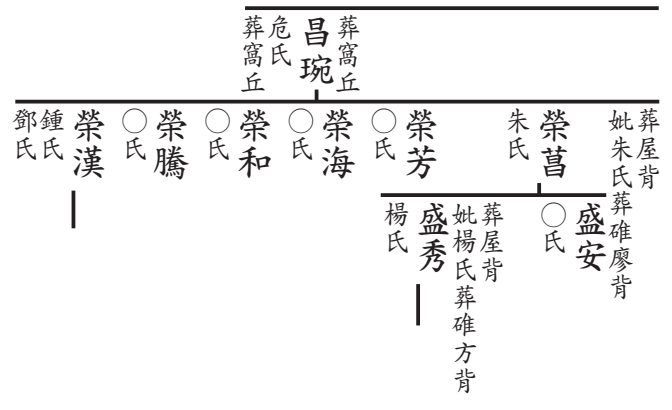 葬窩丘
昌琬
危氏
葬窩丘
葬屋背
妣朱氏葬碓廖背
榮菖
朱氏
榮芳
○氏
榮海
○氏
榮和
○氏
榮騰
○氏
榮漢
鍾氏
鄧氏
盛安
○氏
葬屋背
妣楊氏葬碓方背
盛秀
楊氏